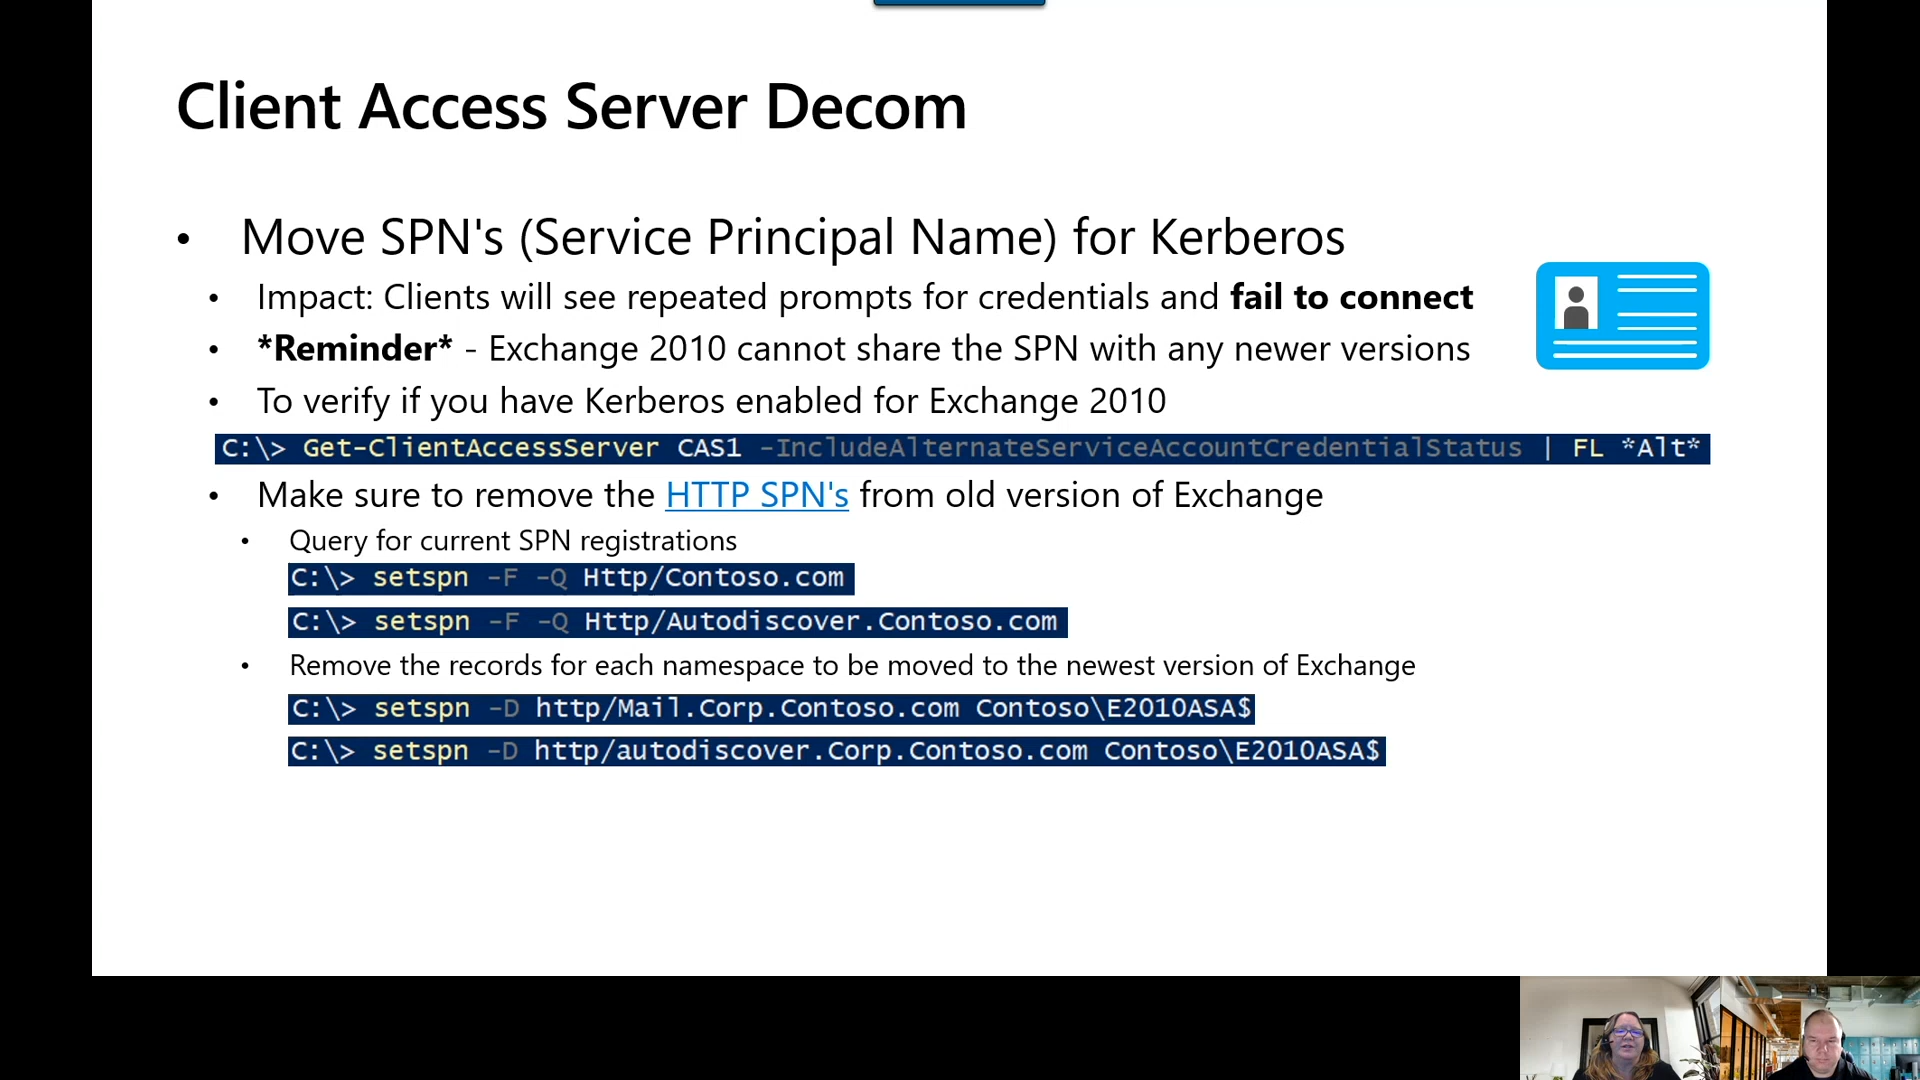 Client Access Server Decom
• Move SPN's (Service Principal Name) for Kerberos
• Impact: Clients will see repeated prompts for credentials and fail to connect
• *Reminder* - Exchange 2010 cannot share the SPN with any newer versions
• To verify if you have Kerberos enabled for Exchange 2010
C:\> Get-ClientAccessServer CAS1 -IncludeAlternateServiceAccountCredentialStatus | FL *Alt*
• Make sure to remove the HTTP SPN's from old version of Exchange
• Query for current SPN registrations
C:\> setspn -F -Q Http/Contoso.com
C:\> setspn -F -Q Http/Autodiscover.Contoso.com
• Remove the records for each namespace to be moved to the newest version of Exchange
C:\> setspn -D http/Mail.Corp.Contoso.com Contoso\E2010ASA$
C:\> setspn -D http/autodiscover.Corp.Contoso.com Contoso\E2010ASA$